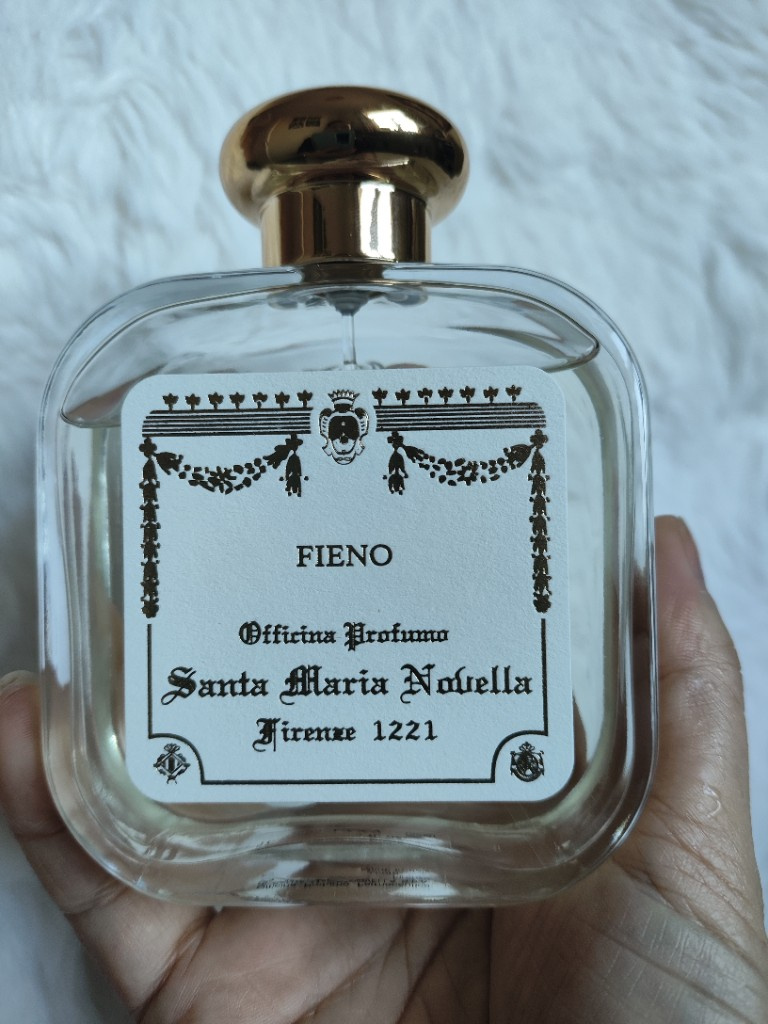 FIENO
Officina Profumo
Santa Maria Novella
Firenze 1221